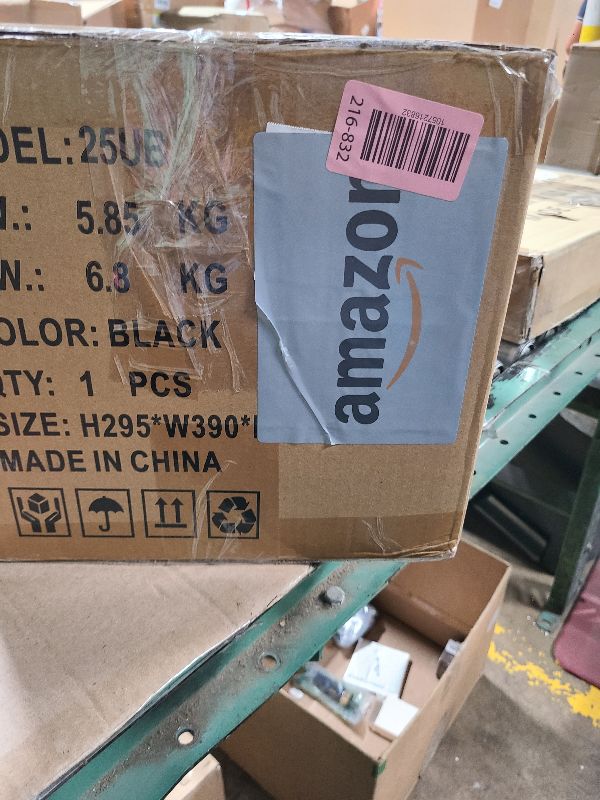 DEL: 25UB
.: 5.85 KG
W.: 6.8 KG
OLOR: BLACK
TY: 1 PCS
SIZE: H295*W390*
MADE IN CHINA
216-832
1057216832
amazon